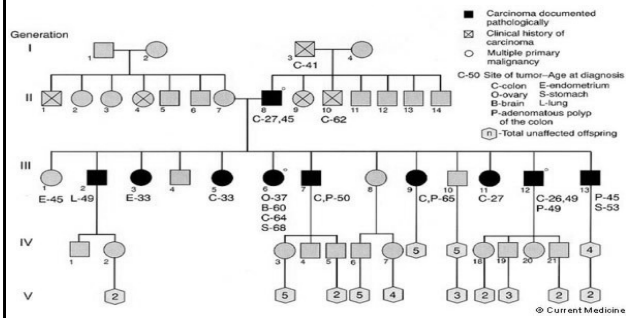 Generation
Carcinoma documented
pathologically
Clinical history of
carcinoma
Multiple primary
malignancy
C-50 Site of tumor–Age at diagnosis
C-colon E-endometrium
O-ovary S-stomach
B-brain L-lung
P-adenomatous polyp
of the colon
n -Total unaffected offspring
I
1 2 3 4
C-41
II
1 2 3 4 5 6 7 8 9 10 11 12 13 14
C-27,45 C-62
III
1 2 3 4 5 6 7 8 9 10 11 12 13
E-45 L-49 E-33 C-33 O-37 C,P-50 C,P-65 C-27 C-26,49 P-45
B-60 P-49 S-53
C-64
S-68
IV
1 2 3 4 5 6 7 5 5 18 19 20 21 4
V
2 5 2 5 4 3 2 3 2 2
© Current Medicine